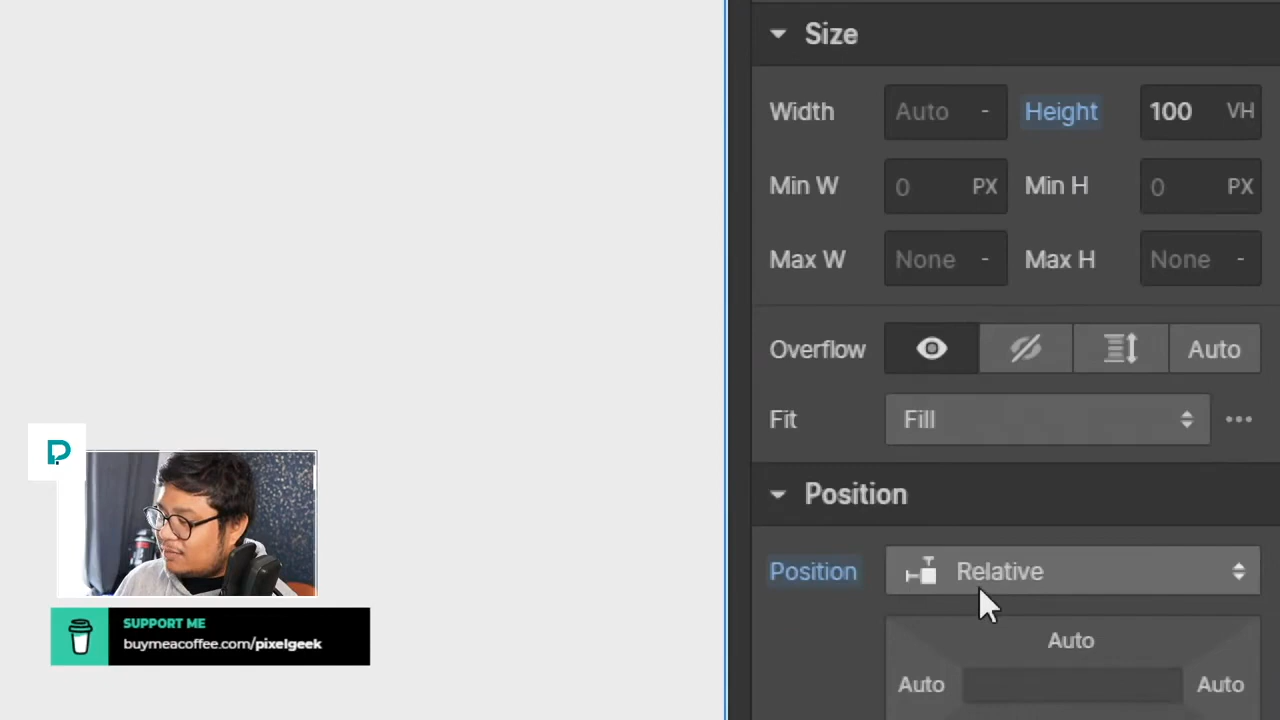 Size
Width Auto - Height 100 VH
Min W 0 PX Min H 0 PX
Max W None - Max H None -
Overflow Auto
Fit Fill
Position
Position Relative
Auto
Auto Auto
SUPPORT ME
buymeacoffee.com/pixelgeek